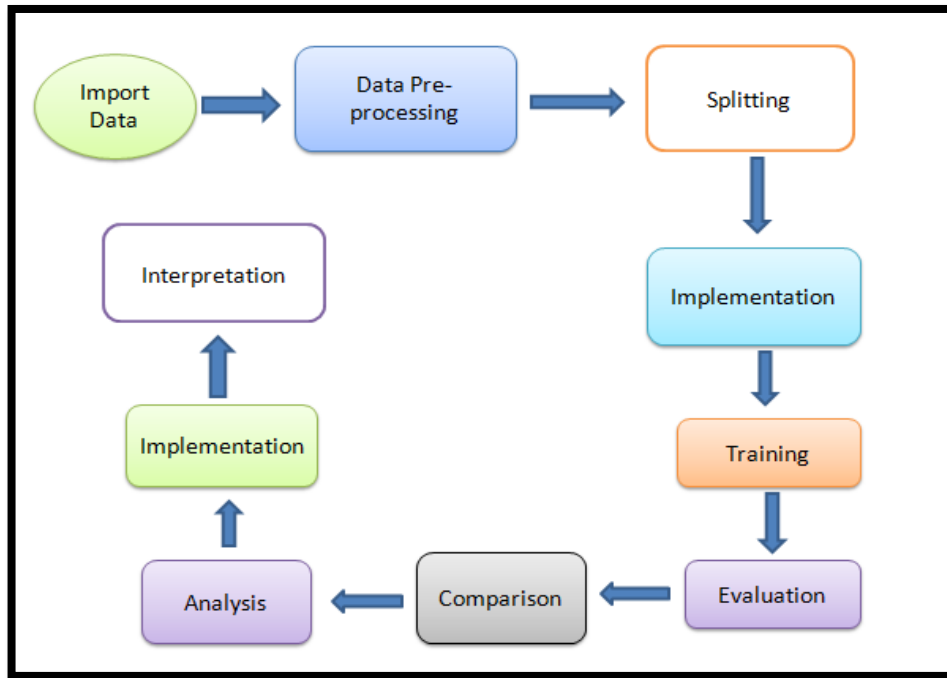 Import
Data
Data Pre-
processing
Splitting
Implementation
Training
Evaluation
Comparison
Analysis
Implementation
Interpretation